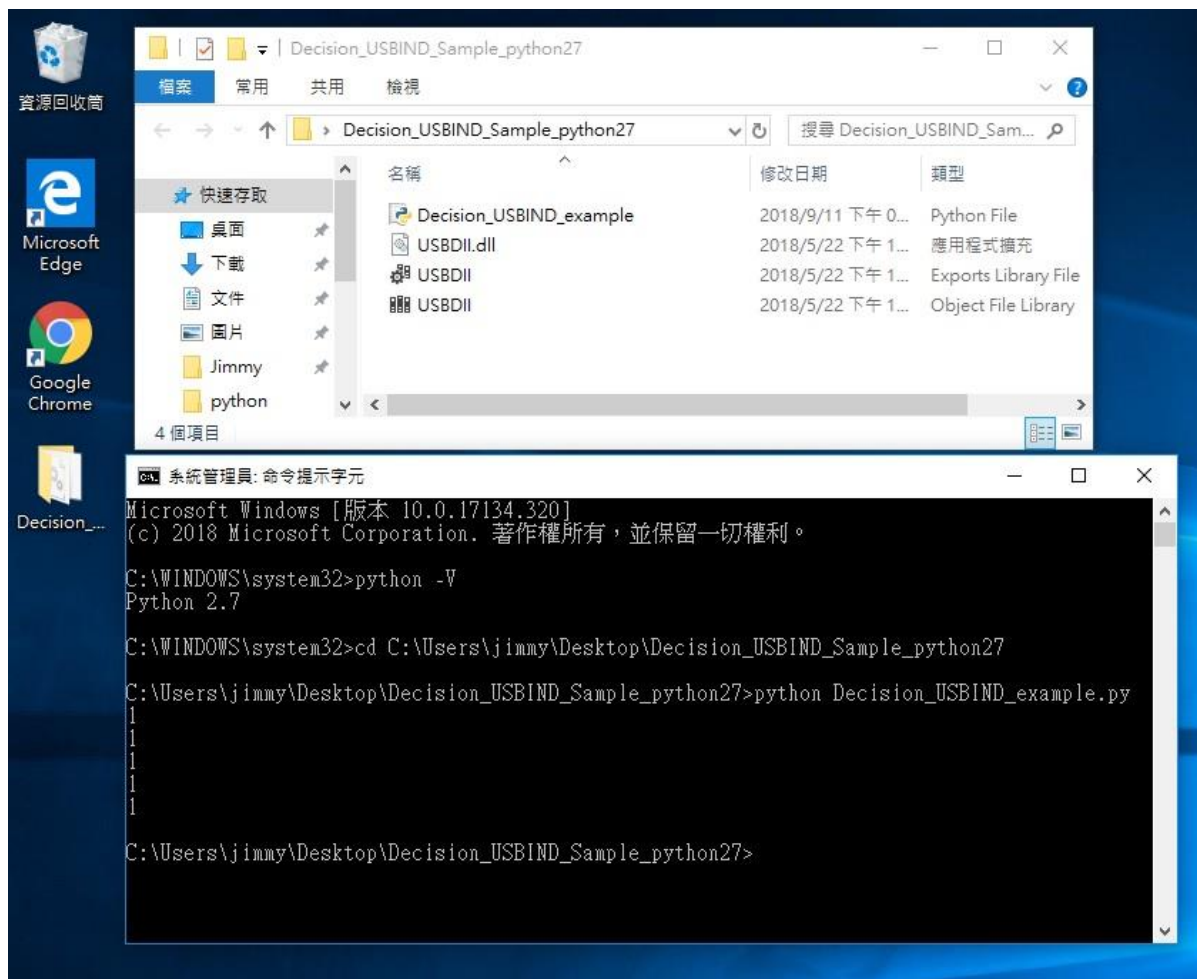 資源回收筒
Microsoft Edge
Google Chrome
Decision_...
Decision_USBIND_Sample_python27
檔案 常用 共用 檢視
Decision_USBIND_Sample_python27
搜尋 Decision_USBIND_Sam...
名稱 修改日期 類型
快速存取
桌面
下載
文件
圖片
Jimmy
python
Decision_USBIND_example 2018/9/11 下午 0... Python File
USBDll.dll 2018/5/22 下午 1... 應用程式擴充
USBDll 2018/5/22 下午 1... Exports Library File
USBDll 2018/5/22 下午 1... Object File Library
4 個項目
系統管理員: 命令提示字元
Microsoft Windows [版本 10.0.17134.320]
(c) 2018 Microsoft Corporation. 著作權所有，並保留一切權利。
C:\WINDOWS\system32>python -V
Python 2.7
C:\WINDOWS\system32>cd C:\Users\jimmy\Desktop\Decision_USBIND_Sample_python27
C:\Users\jimmy\Desktop\Decision_USBIND_Sample_python27>python Decision_USBIND_example.py
1
1
1
1
1
C:\Users\jimmy\Desktop\Decision_USBIND_Sample_python27>